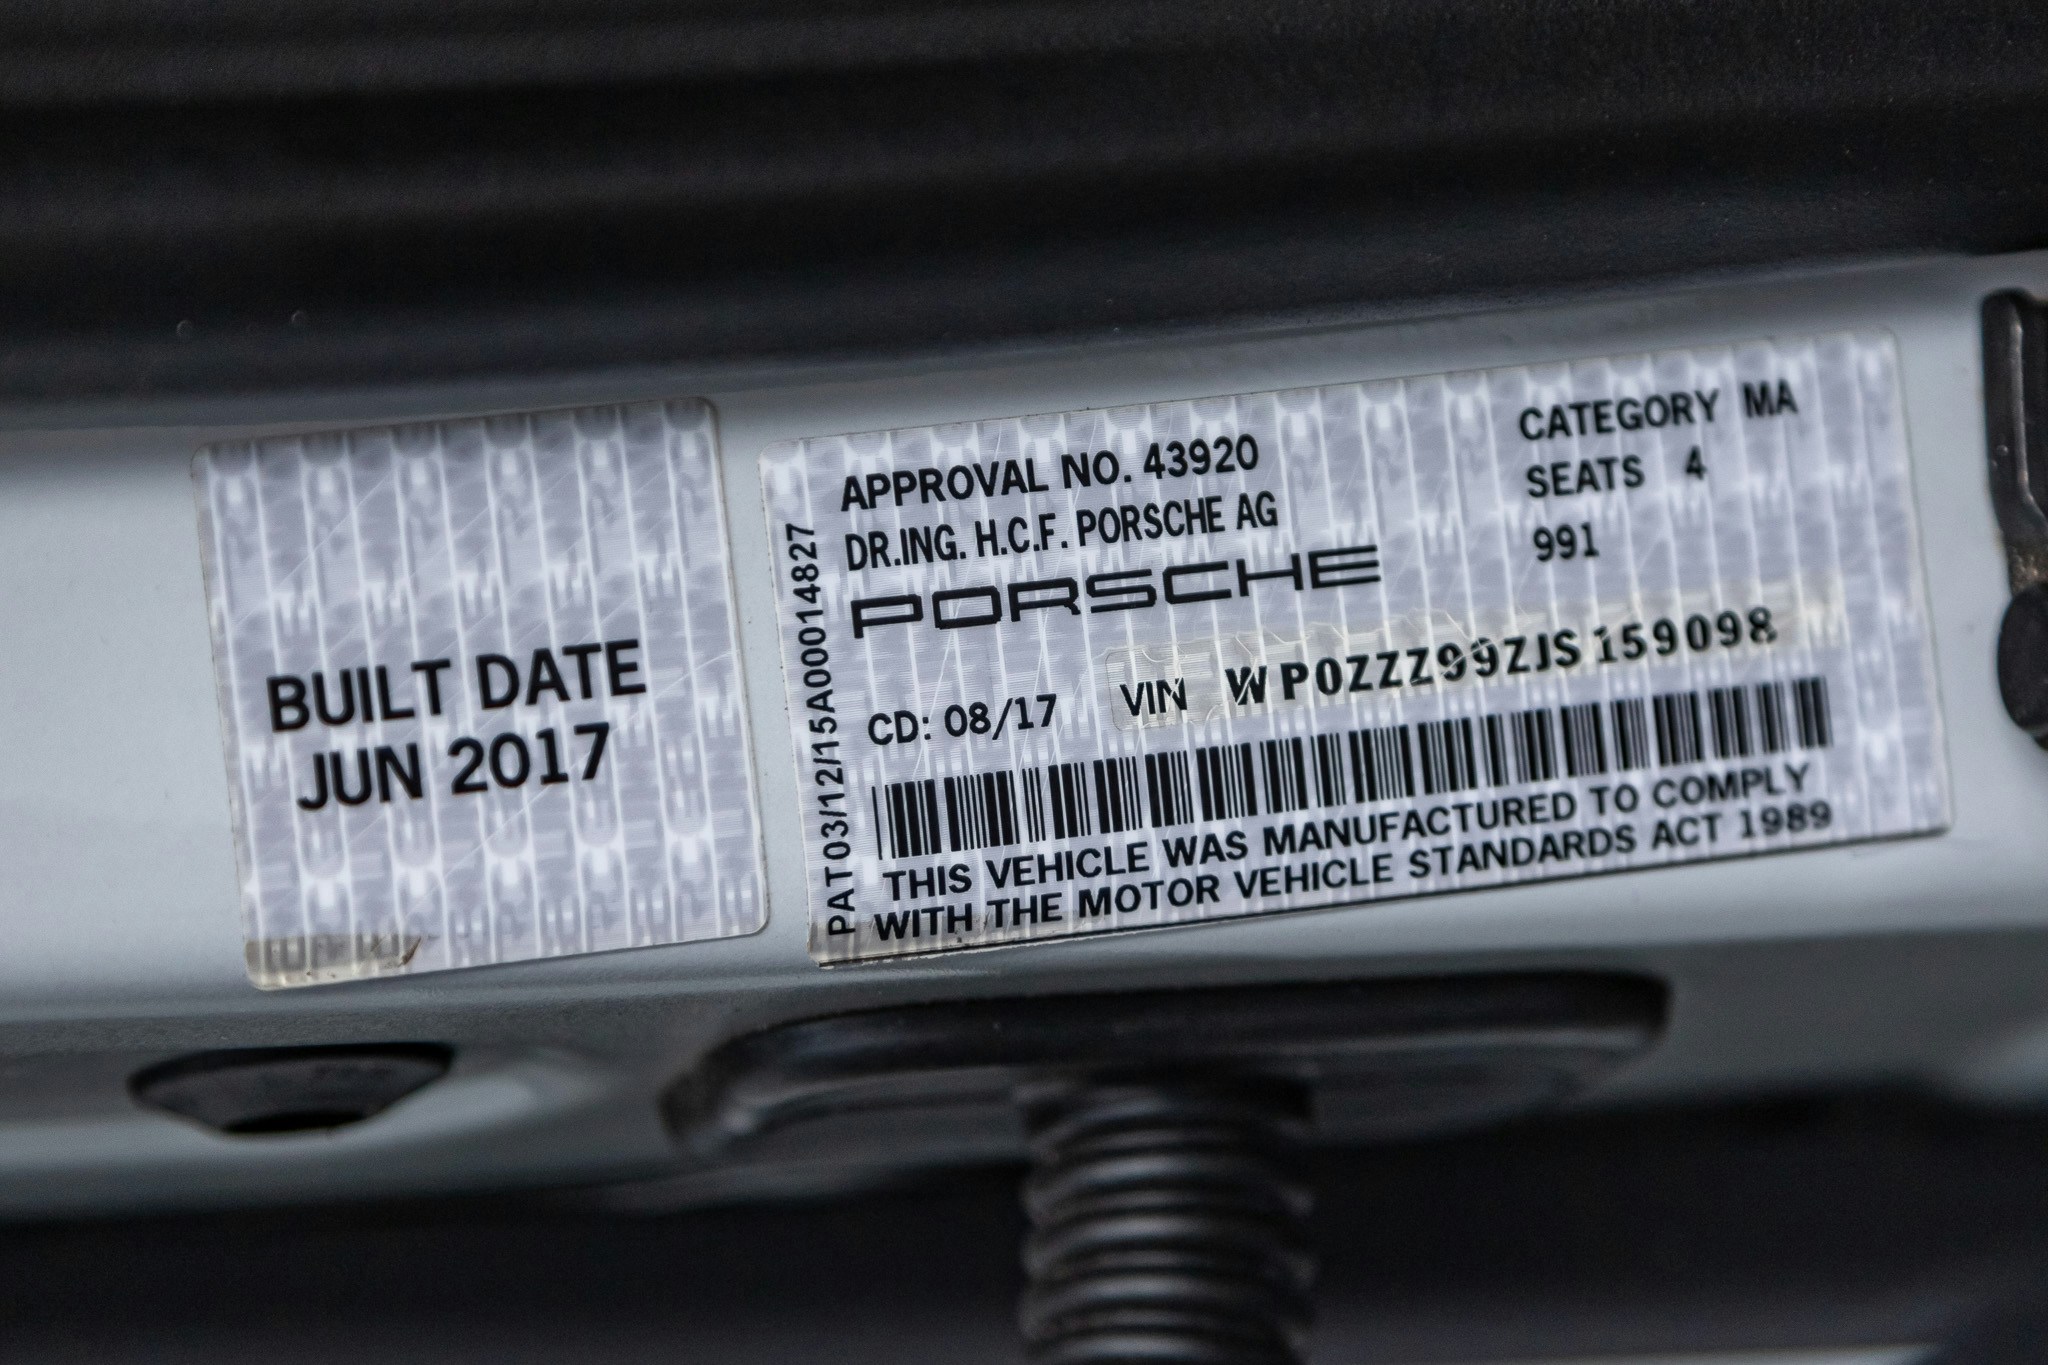 BUILT DATE
JUN 2017
PAT03/12/15A00014827
APPROVAL NO. 43920
DR.ING. H.C.F. PORSCHE AG
PORSCHE
CATEGORY MA
SEATS 4
991
CD: 08/17
VIN WP0ZZZ99ZJS159098
THIS VEHICLE WAS MANUFACTURED TO COMPLY
WITH THE MOTOR VEHICLE STANDARDS ACT 1989